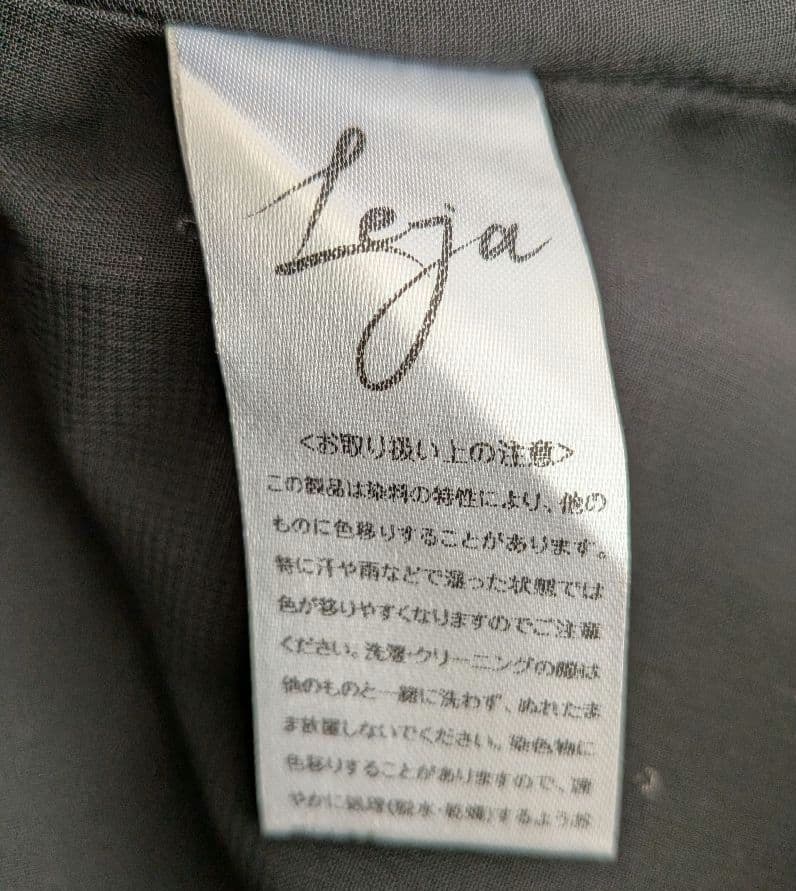 Leja
<お取り扱い上の注意>
この製品は染料の特性により、他の
ものに色移りすることがあります。
特に汗や雨などで湿った状態では
色が移りやすくなりますのでご注意
ください。洗濯・クリーニングの際は
他のものと一緒に洗わず、ぬれたま
ま放置しないでください。染色物に
色移りすることがありますので、速
やかに処理(脱水・乾燥)するようお